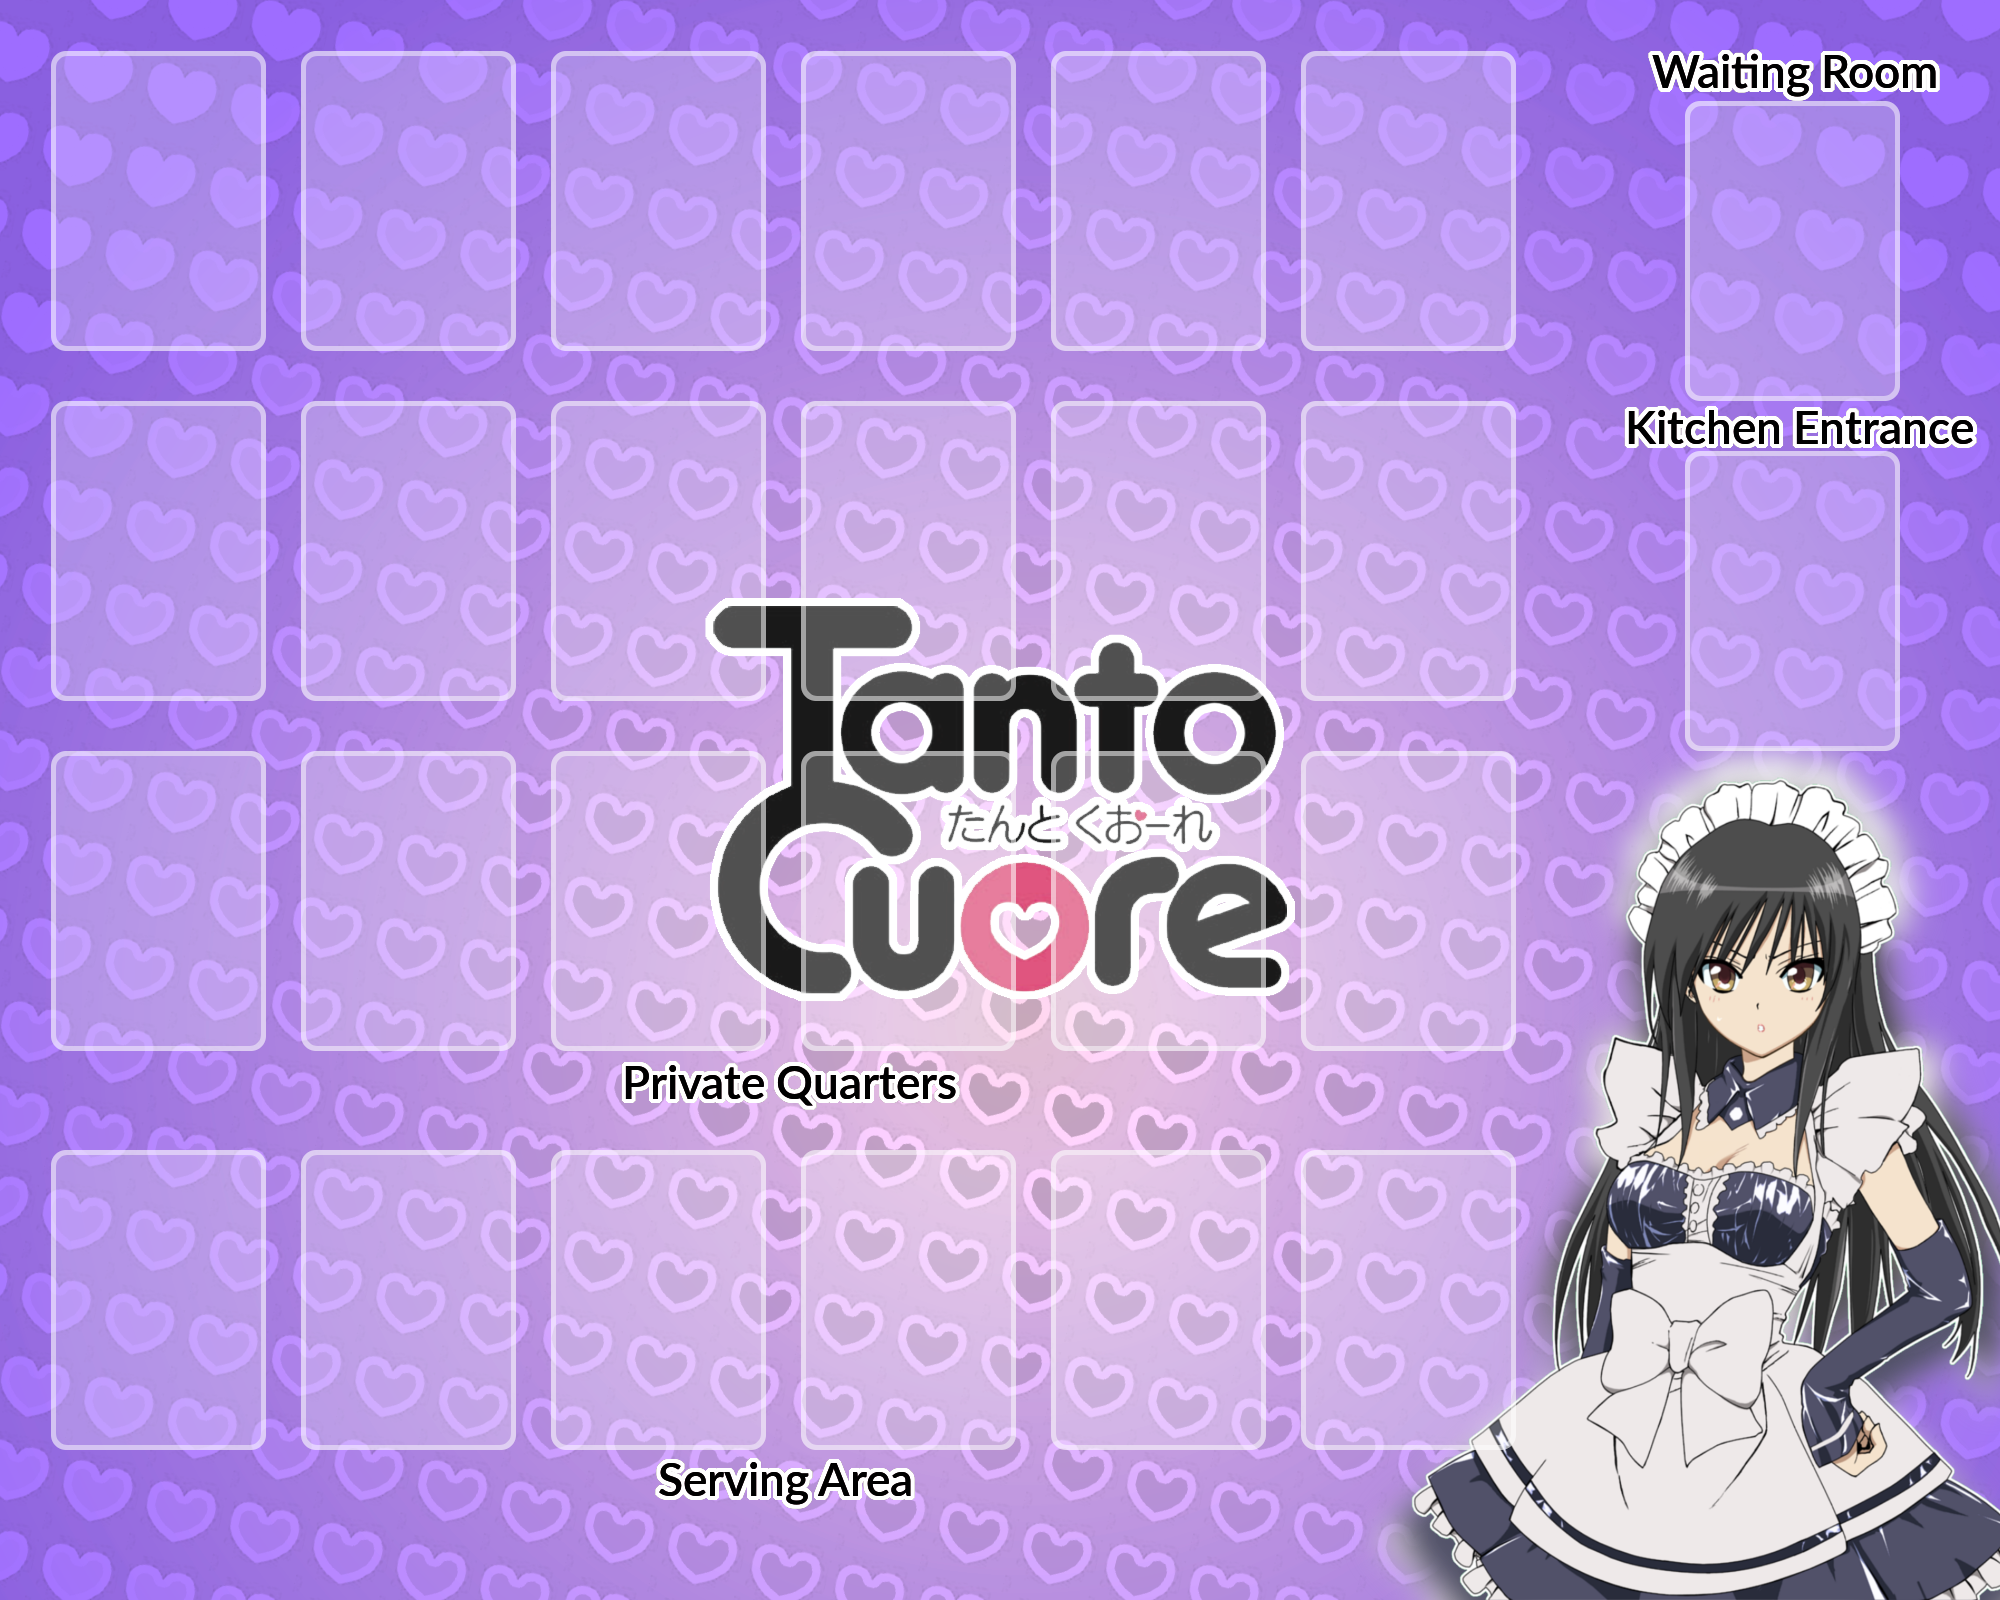 Waiting Room
Kitchen Entrance
Tanto
たんとくおーれ
Cuore
Private Quarters
Serving Area